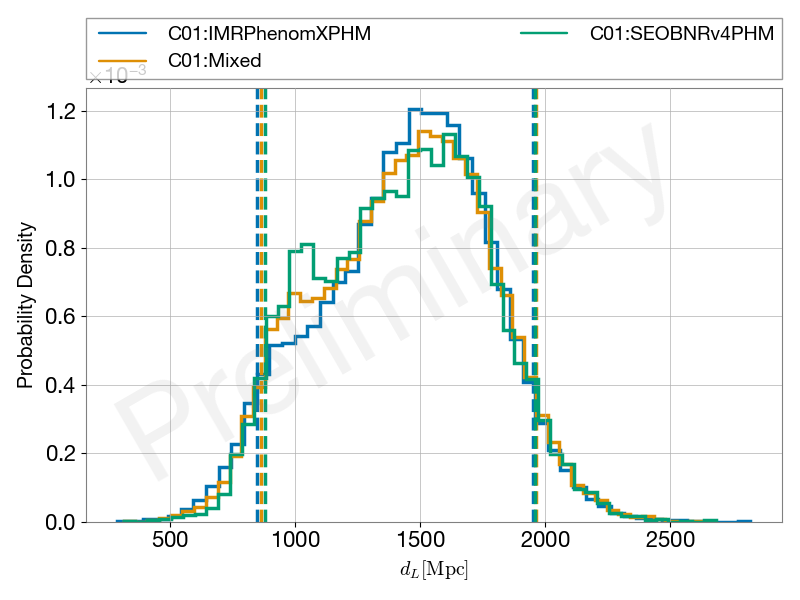 C01:IMRPhenomXPHM
C01:SEOBNRv4PHM
C01:Mixed
×10⁻³
1.2
1.0
0.8
0.6
0.4
0.2
0.0
500
1000
1500
2000
2500
Probability Density
d_L[Mpc]
Preliminary